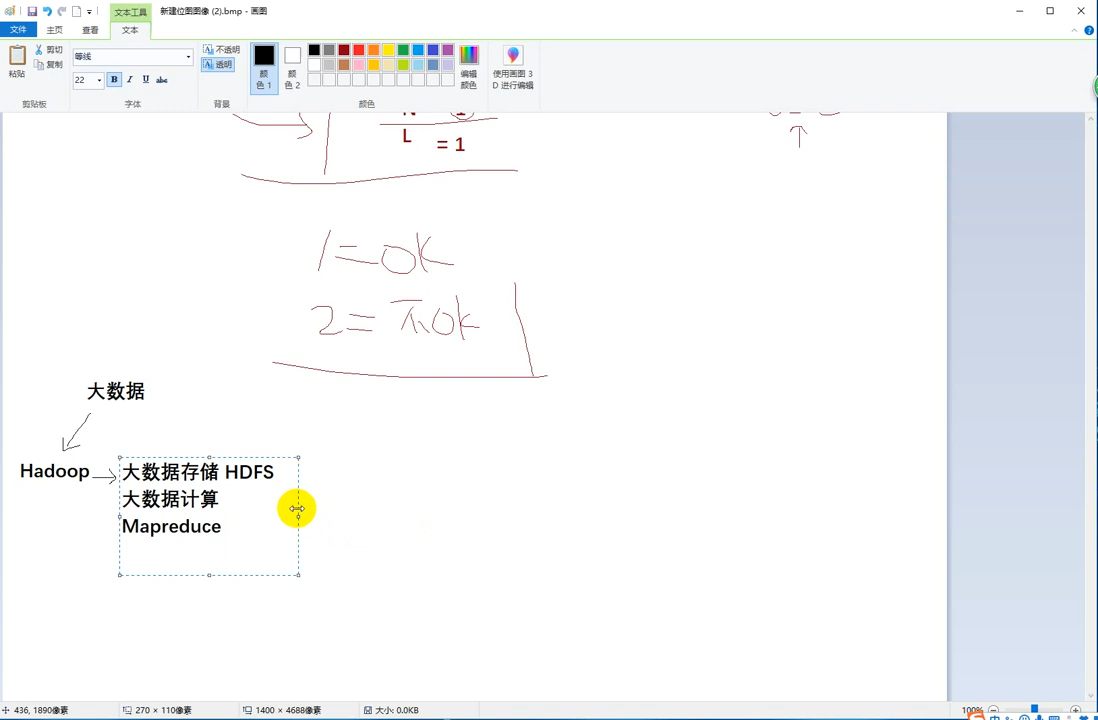 文本工具
新建位图图像 (2).bmp - 画图
文件
主页
查看
文本
粘贴
剪切
复制
剪贴板
等线
22
B I U abc
字体
不透明
透明
背景
颜色 1
颜色 2
颜色
编辑颜色
使用画图 3D 进行编辑
L = 1
1=OK
2=不OK
大数据
Hadoop
大数据存储 HDFS
大数据计算
Mapreduce
436, 1890像素
270 × 110像素
1400 × 4688像素
大小: 0.0KB
100%